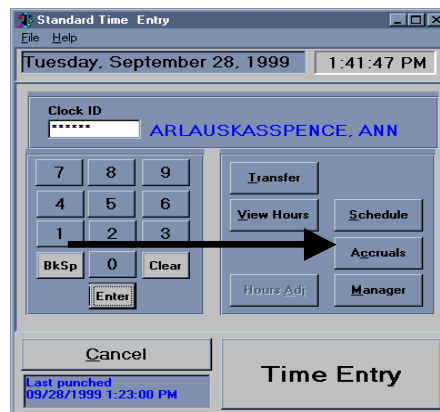 Standard Time Entry
File Help
Tuesday, September 28, 1999 1:41:47 PM
Clock ID
****** ARLAUSKASSPENCE, ANN
7 8 9 Transfer
4 5 6 View Hours Schedule
1 2 3 Accruals
BkSp 0 Clear
Enter Hours Adj Manager
Cancel
Time Entry
Last punched
09/28/1999 1:23:00 PM